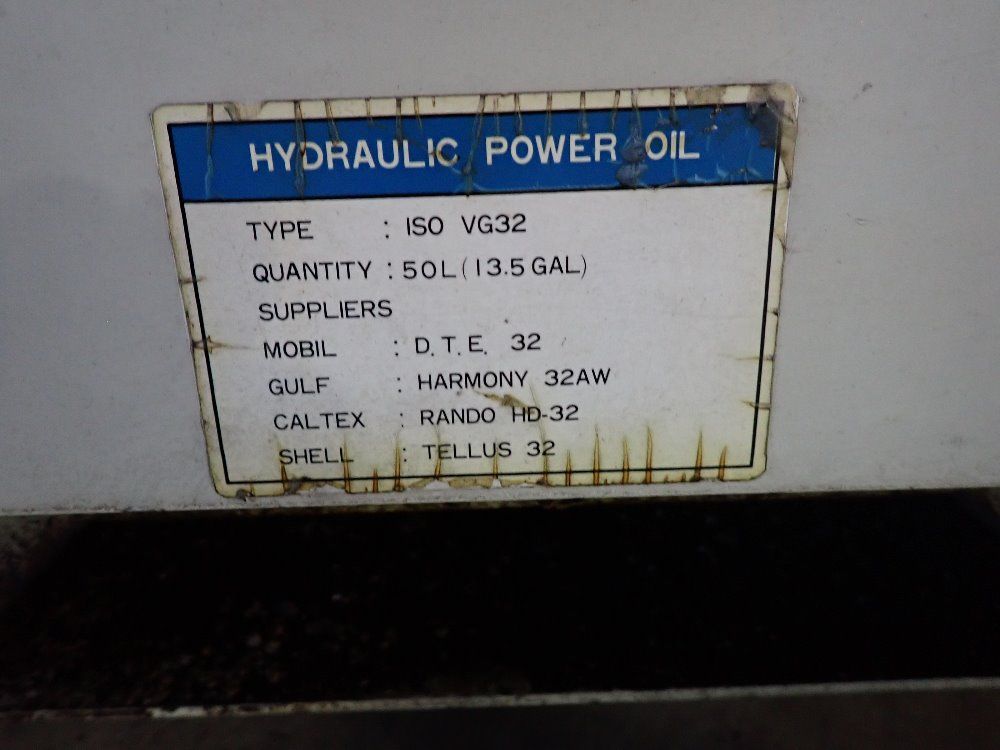 HYDRAULIC POWER OIL
TYPE : ISO VG32
QUANTITY : 50L (13.5 GAL)
SUPPLIERS
MOBIL : D.T.E. 32
GULF : HARMONY 32AW
CALTEX : RANDO HD-32
SHELL : TELLUS 32